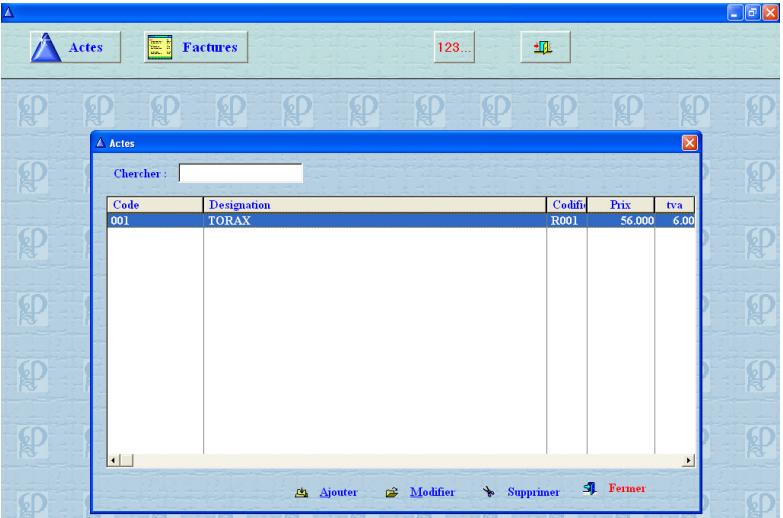 Actes Factures 123...
Actes
Chercher :
Code Designation Codifi Prix tva
001 TORAX R001 56.000 6.00
Ajouter Modifier Supprimer Fermer